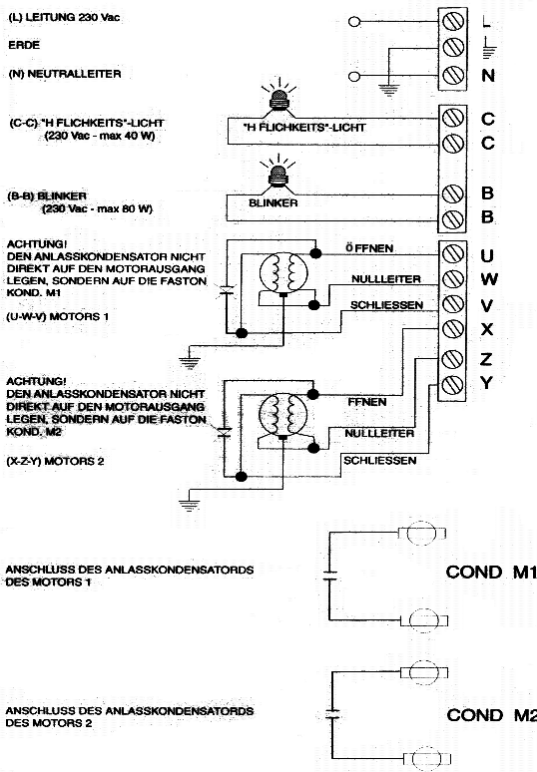 (L) LEITUNG 230 Vac
L
ERDE
(N) NEUTRALLEITER
N
(C-C) "H FLICHKEITS"-LICHT
(230 Vac - max 40 W)
"H FLICHKEITS"-LICHT
C
C
(B-B) BLINKER
(230 Vac - max 60 W)
BLINKER
B
B
ACHTUNG!
DEN ANLASSKONDENSATOR NICHT
DIREKT AUF DEN MOTORAUSGANG
LEGEN, SONDERN AUF DIE FASTON
KOND. M1
(U-W-V) MOTORS 1
ÖFFNEN
U
NULLLEITER
W
SCHLIESSEN
V
X
Z
Y
ACHTUNG!
DEN ANLASSKONDENSATOR NICHT
DIREKT AUF DEN MOTORAUSGANG
LEGEN, SONDERN AUF DIE FASTON
KOND. M2
(X-Z-Y) MOTORS 2
FFNEN
NULLLEITER
SCHLIESSEN
ANSCHLUSS DES ANLASSKONDENSATORDS
DES MOTORS 1
COND M1
ANSCHLUSS DES ANLASSKONDENSATORDS
DES MOTORS 2
COND M2